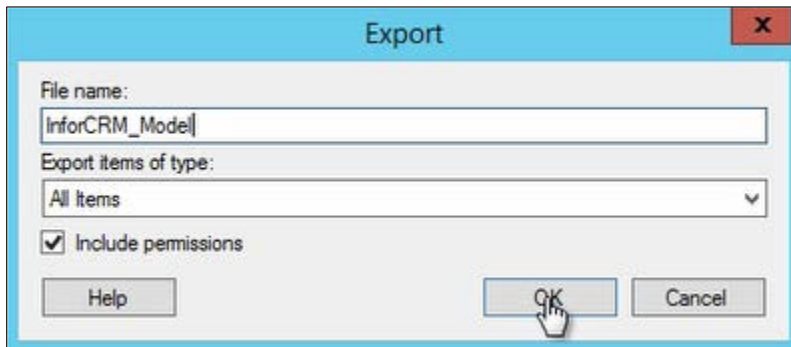 Export
x
File name:
InforCRM_Model
Export items of type:
All Items
Include permissions
Help OK Cancel